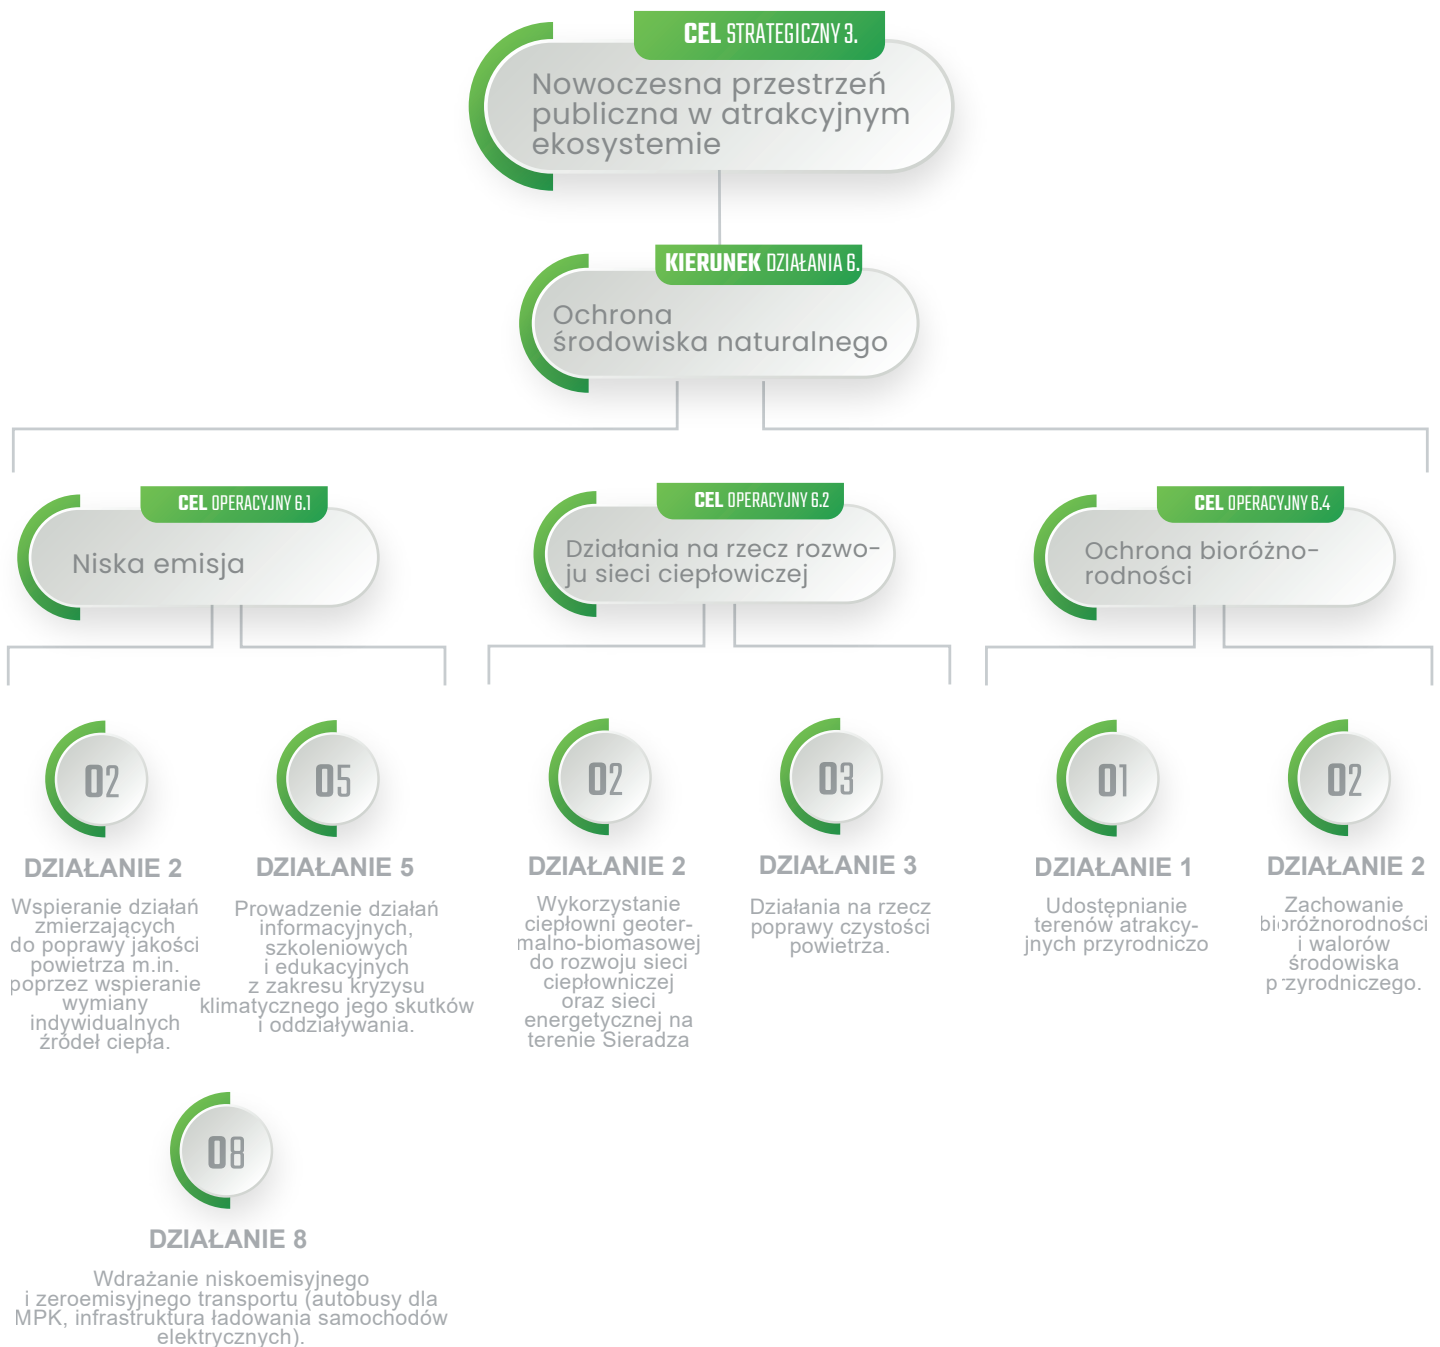 CEL STRATEGICZNY 3.
Nowoczesna przestrzeń
publiczna w atrakcyjnym
ekosystemie
KIERUNEK DZIAŁANIA 6.
Ochrona
środowiska naturalnego
CEL OPERACYJNY 6.1
Niska emisja
CEL OPERACYJNY 6.2
Działania na rzecz rozwo-
ju sieci ciepłowiczej
CEL OPERACYJNY 6.4
Ochrona bioróżno-
rodności
02
DZIAŁANIE 2
Wspieranie działań
zmierzających
do poprawy jakości
powietrza m.in.
poprzez wspieranie
wymiany
indywidualnych
źródeł ciepła.
05
DZIAŁANIE 5
Prowadzenie działań
informacyjnych,
szkoleniowych
i edukacyjnych
z zakresu kryzysu
klimatycznego jego skutków
i oddziaływania.
08
DZIAŁANIE 8
Wdrażanie niskoemisyjnego
i zeroemisyjnego transportu (autobusy dla
MPK, infrastruktura ładowania samochodów
elektrycznych).
02
DZIAŁANIE 2
Wykorzystanie
ciepłowni geoter-
malno-biomasowej
do rozwoju sieci
ciepłowniczej
oraz sieci
energetycznej na
terenie Sieradza
03
DZIAŁANIE 3
Działania na rzecz
poprawy czystości
powietrza.
01
DZIAŁANIE 1
Udostępnianie
terenów atrakcy-
jnych przyrodniczo
02
DZIAŁANIE 2
Zachowanie
bioróżnorodności
i walorów
środowiska
przyrodniczego.